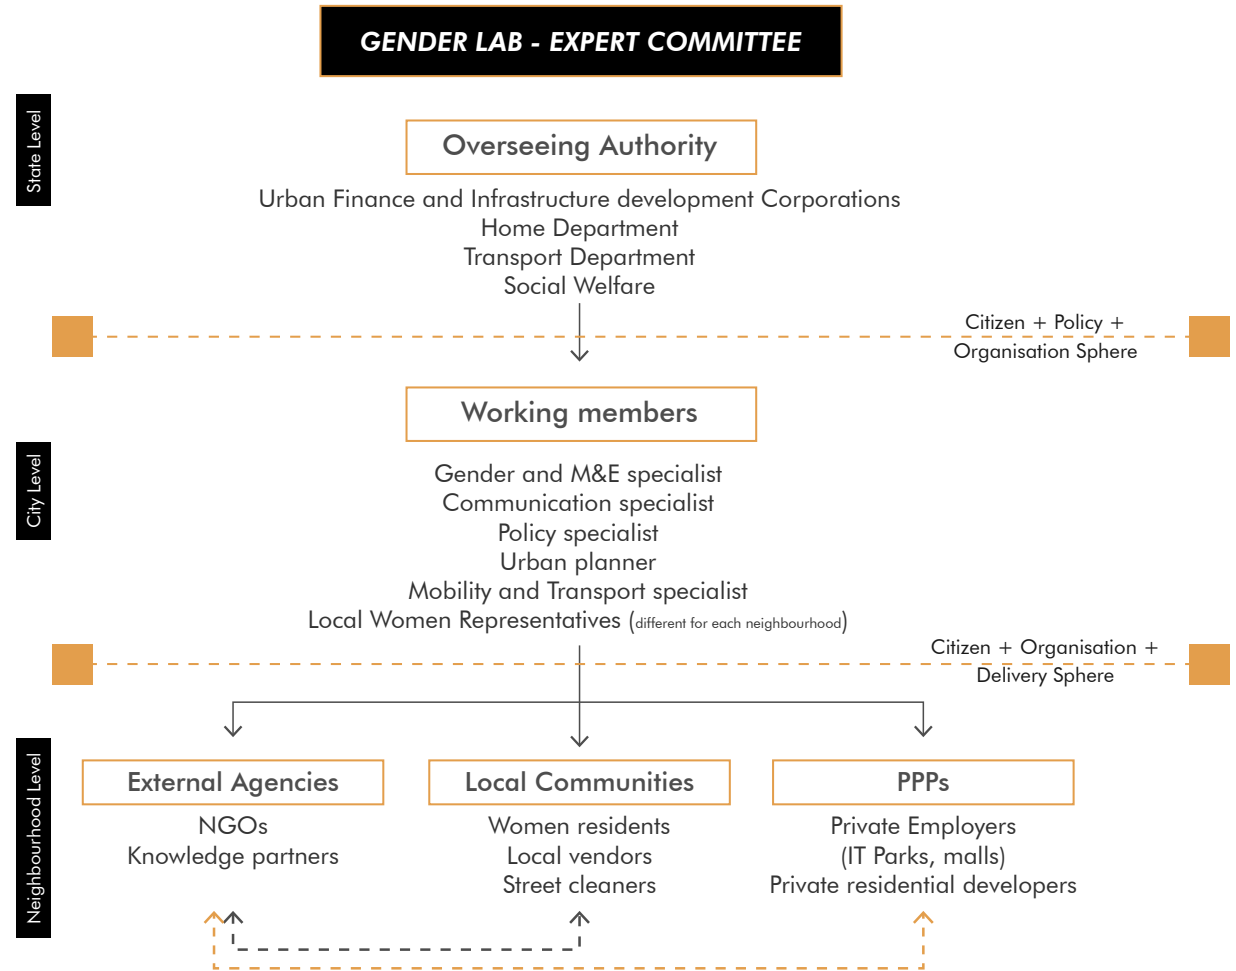 GENDER LAB - EXPERT COMMITTEE
State Level
Overseeing Authority
Urban Finance and Infrastructure development Corporations
Home Department
Transport Department
Social Welfare
Citizen + Policy +
Organisation Sphere
Working members
City Level
Gender and M&E specialist
Communication specialist
Policy specialist
Urban planner
Mobility and Transport specialist
Local Women Representatives (different for each neighbourhood)
Citizen + Organisation +
Delivery Sphere
Neighbourhood Level
External Agencies
NGOs
Knowledge partners
Local Communities
Women residents
Local vendors
Street cleaners
PPPs
Private Employers
(IT Parks, malls)
Private residential developers